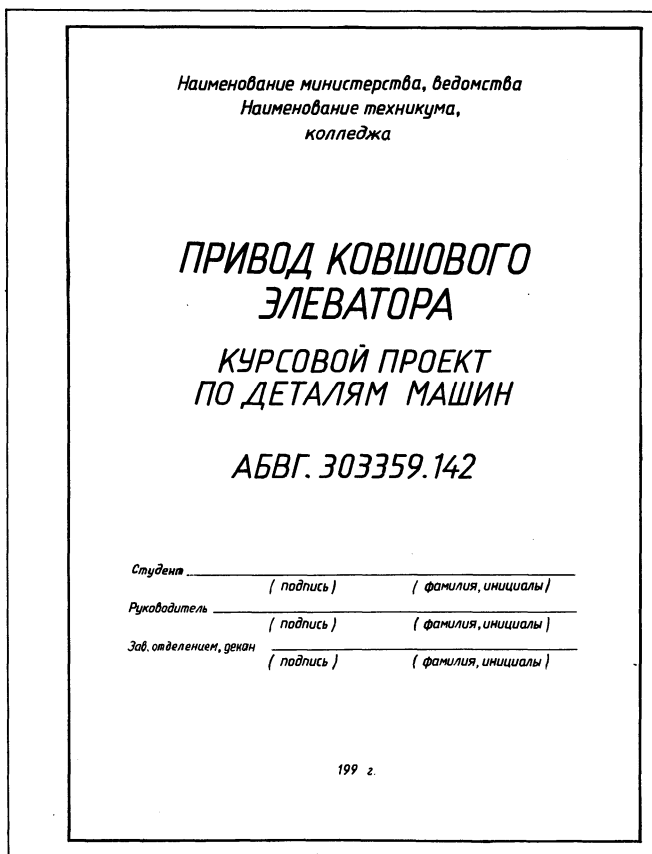 Наименование министерства, ведомства
Наименование техникума,
колледжа
ПРИВОД КОВШОВОГО
ЭЛЕВАТОРА
КУРСОВОЙ ПРОЕКТ
ПО ДЕТАЛЯМ МАШИН
АБВГ. 303359.142
Студент
( подпись ) ( фамилия, инициалы )
Руководитель
( подпись ) ( фамилия, инициалы )
Зав. отделением, декан
( подпись ) ( фамилия, инициалы )
199 г.